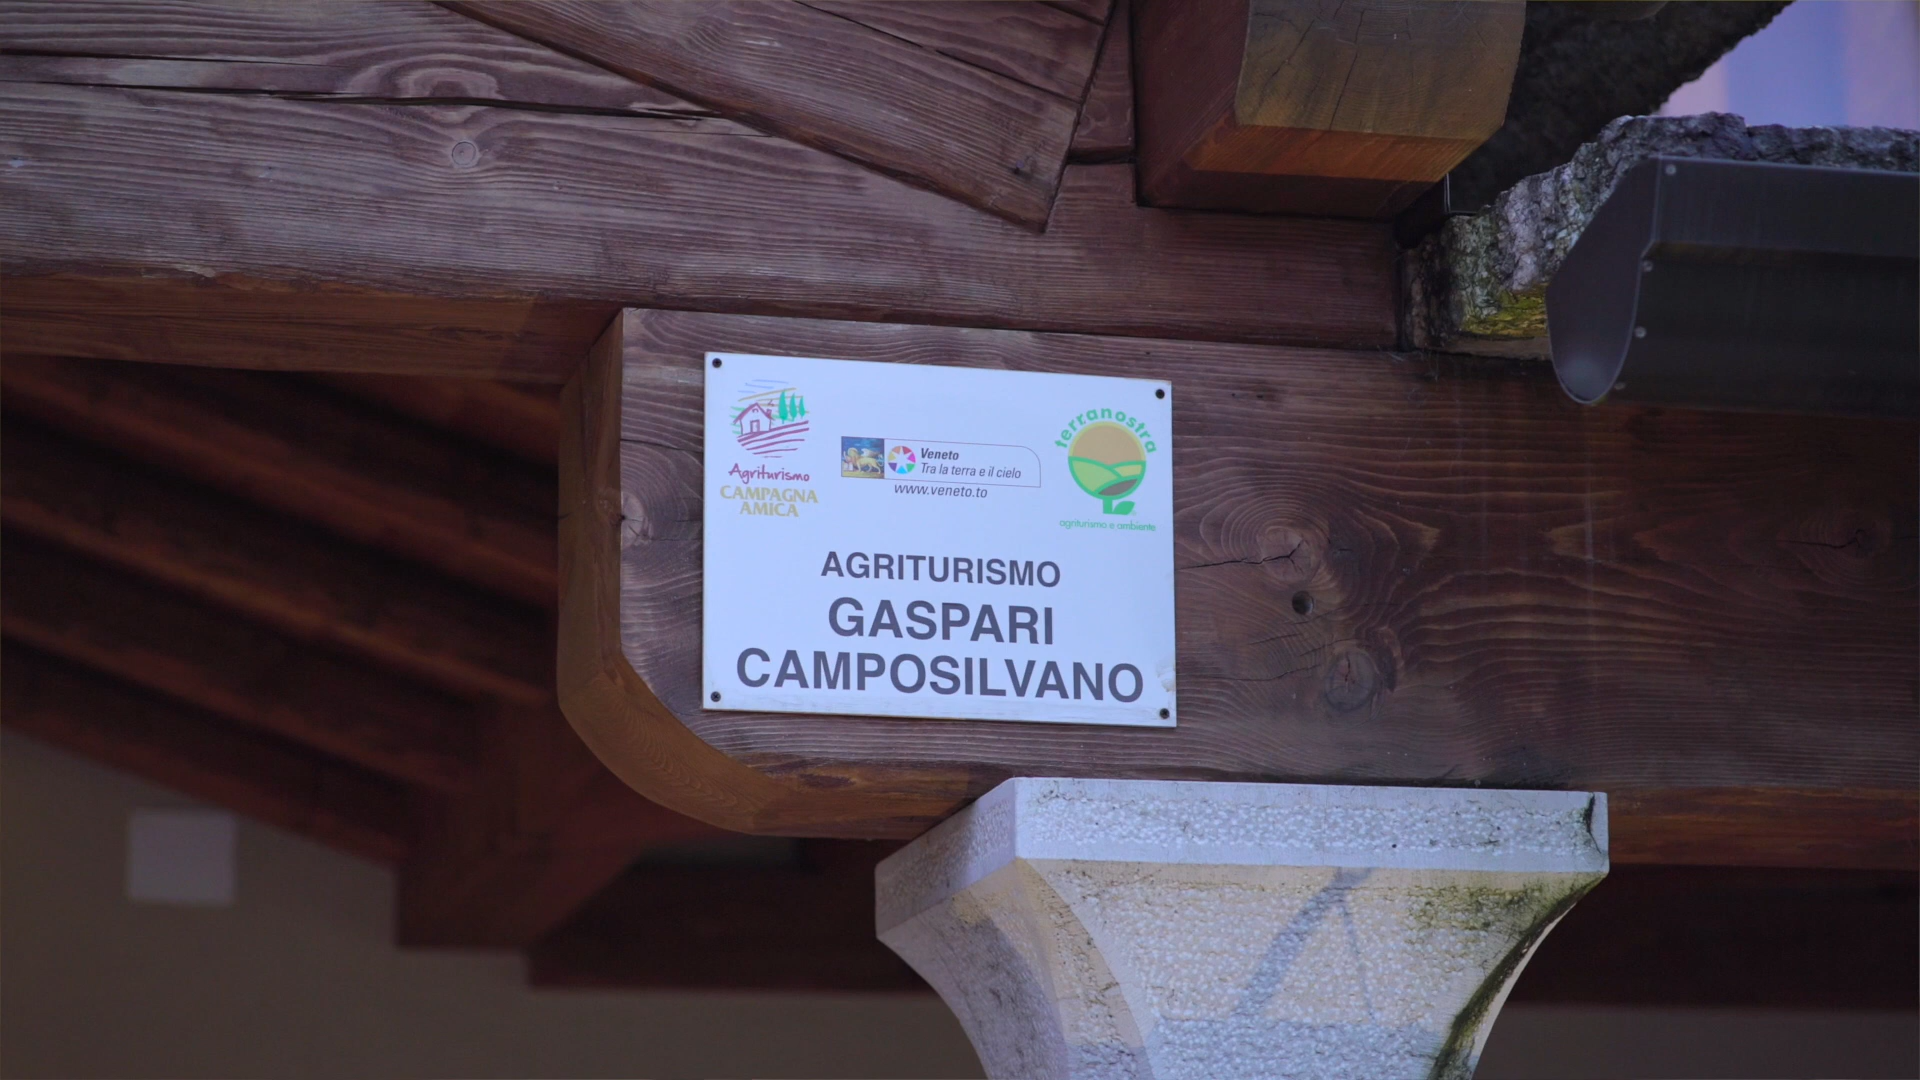 Agriturismo
CAMPAGNA
AMICA
Veneto
Tra la terra e il cielo
www.veneto.to
terranostra
agriturismo e ambiente
AGRITURISMO
GASPARI
CAMPOSILVANO